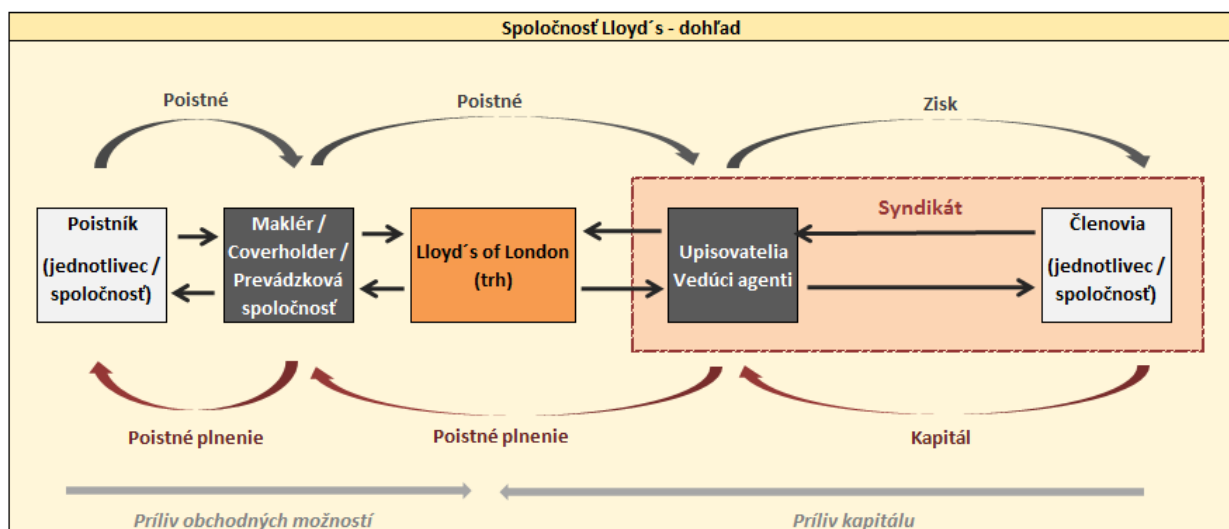 Spoločnosť Lloyd´s - dohľad
Poistné
Poistné
Zisk
Poistník
(jednotlivec /
spoločnosť)
Maklér /
Coverholder /
Prevádzková
spoločnosť
Lloyd´s of London
(trh)
Syndikát
Upisovatelia
Vedúci agenti
Členovia
(jednotlivec /
spoločnosť)
Poistné plnenie
Poistné plnenie
Kapitál
Príliv obchodných možností
Príliv kapitálu